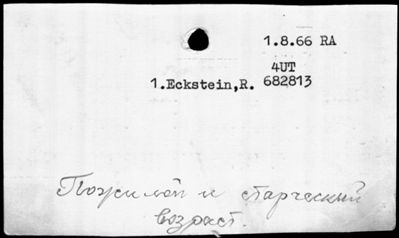 1.8.66 RA
4UT
1.Eckstein,R. 682813
Пожилой и старческий
возраст.